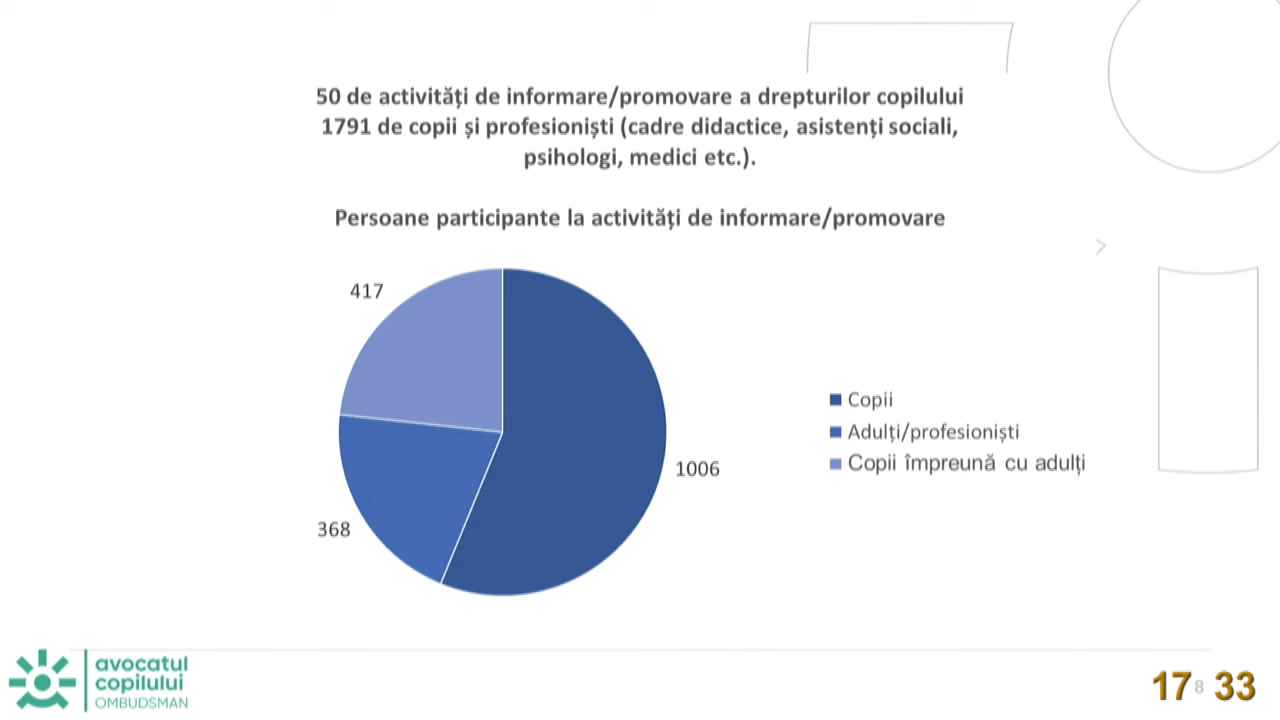 50 de activități de informare/promovare a drepturilor copilului
1791 de copii și profesioniști (cadre didactice, asistenți sociali,
psihologi, medici etc.).
Persoane participante la activități de informare/promovare
417
1006
368
Copii
Adulți/profesioniști
Copii împreună cu adulți
avocatul
copilului
OMBUDSMAN
17 8 33